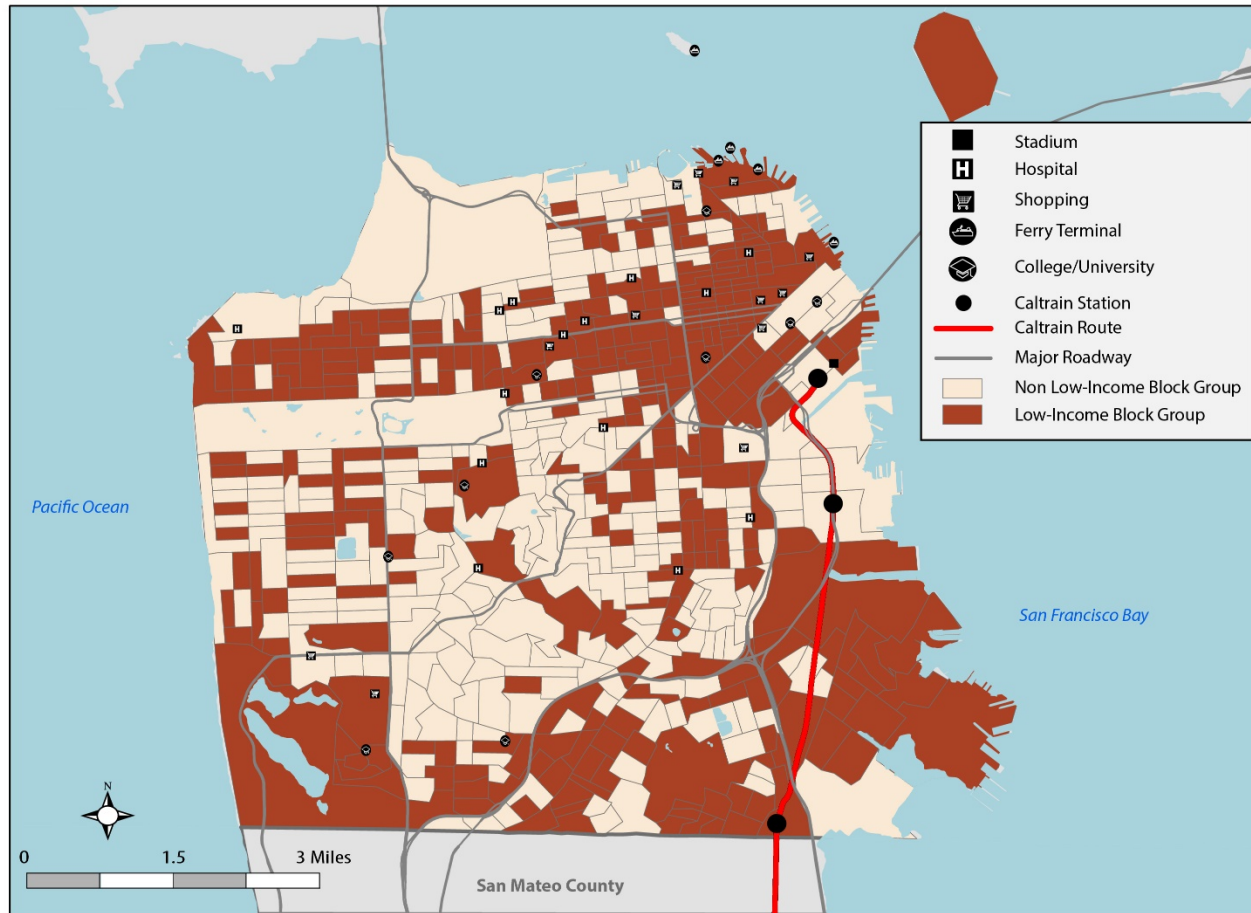 Stadium
Hospital
Shopping
Ferry Terminal
College/University
Caltrain Station
Caltrain Route
Major Roadway
Non Low-Income Block Group
Low-Income Block Group
H
H
H
H
H
H
H
H
H
H
H
H
H
H
Pacific Ocean
San Francisco Bay
N
0 1.5 3 Miles
San Mateo County